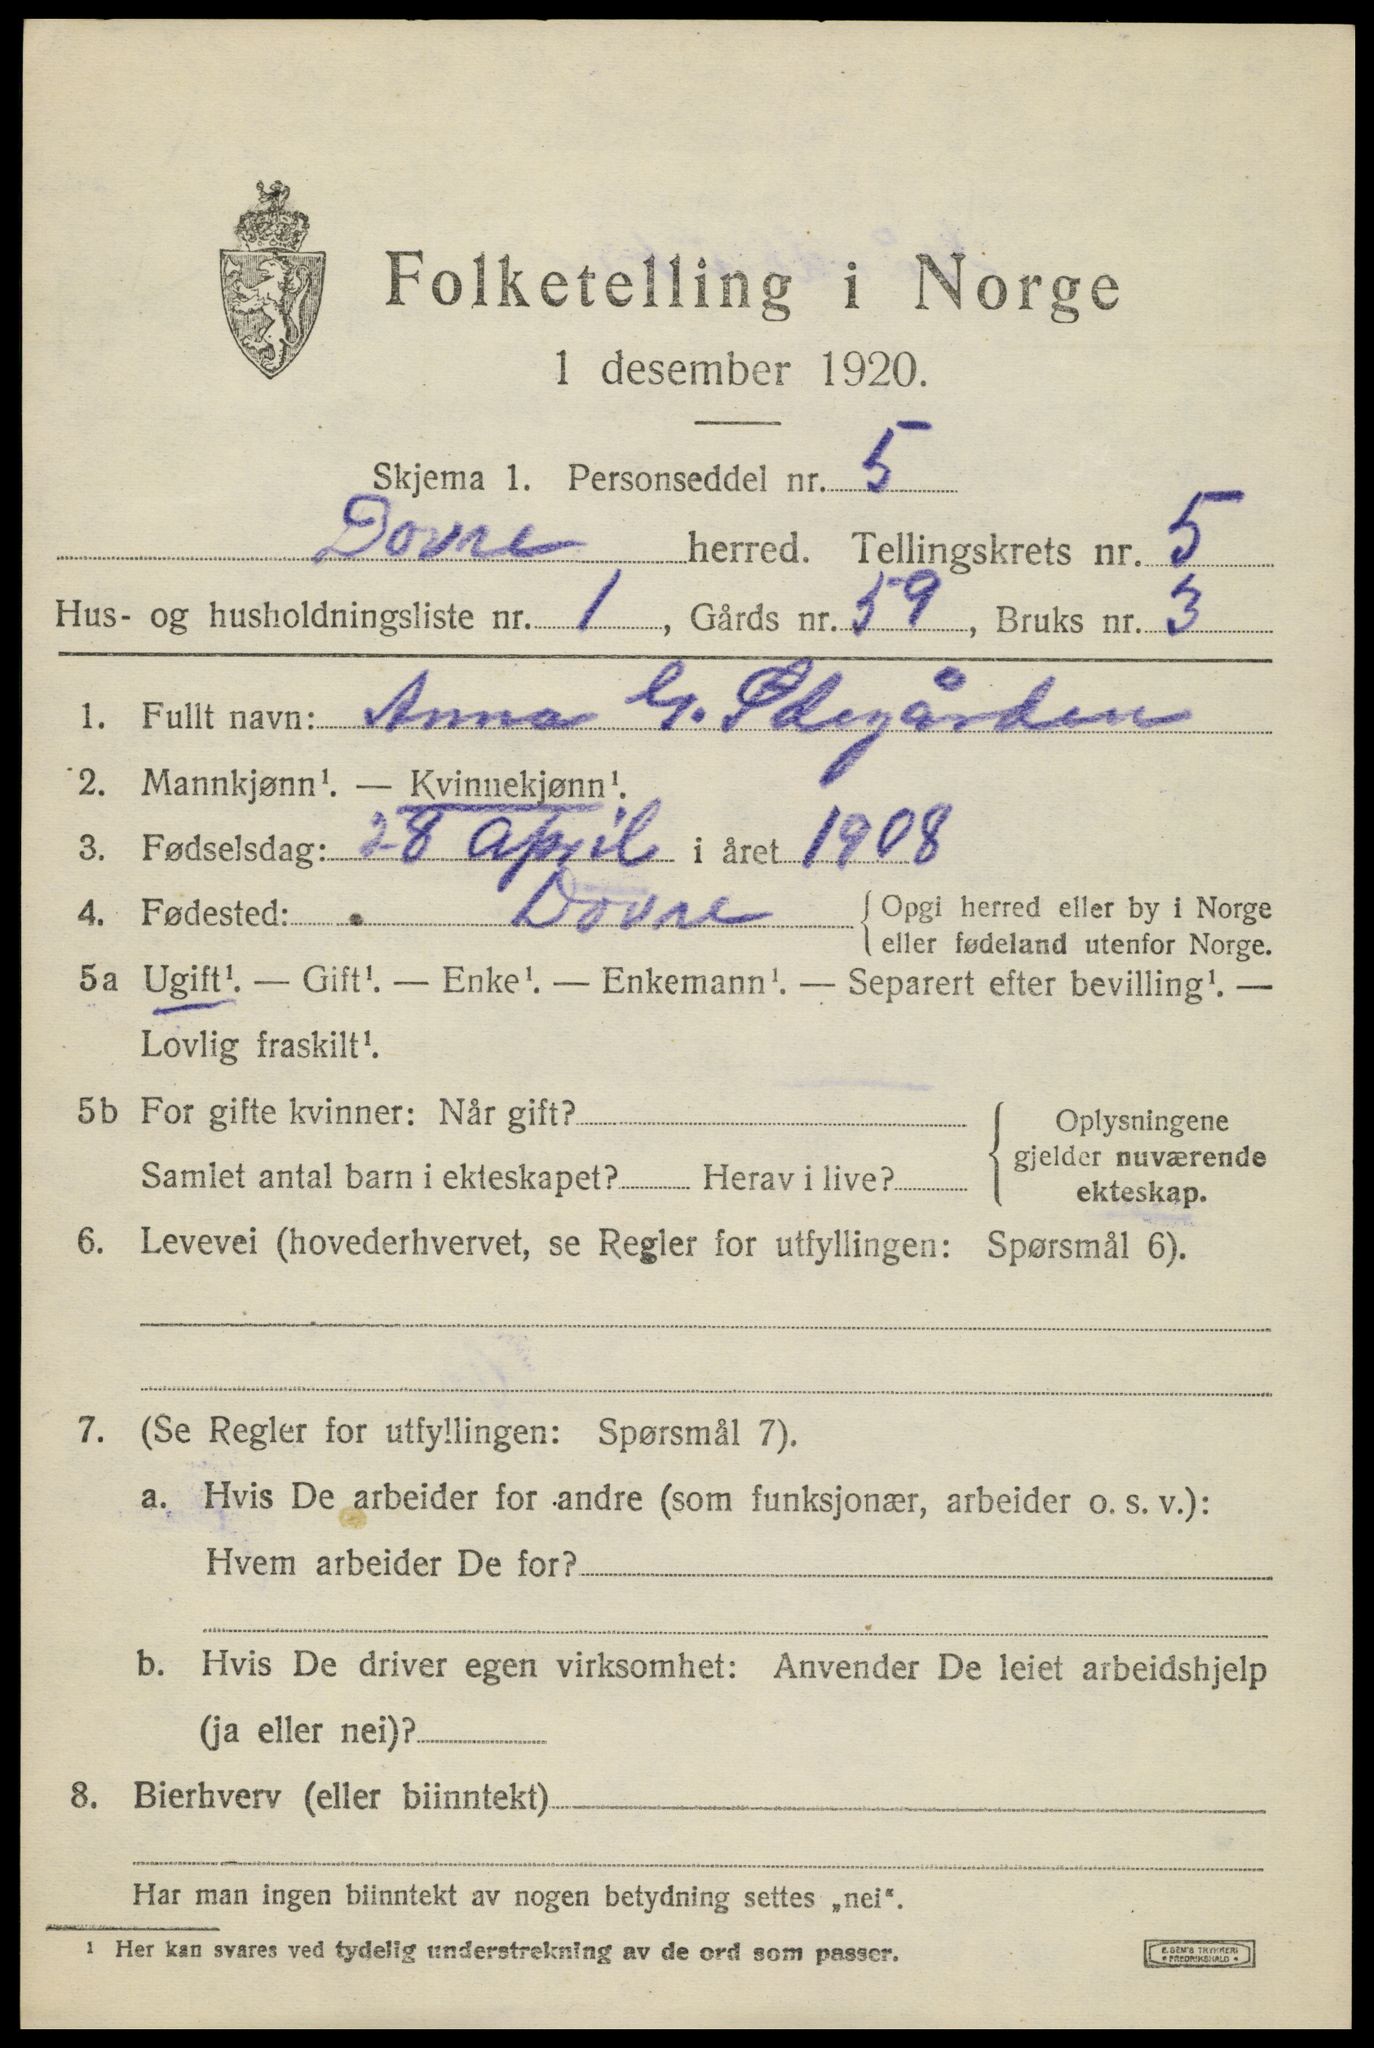 Folketelling i Norge
1 desember 1920.
Skjema 1. Personseddel nr. 5
Dovre herred. Tellingskrets nr. 5
Hus- og husholdningsliste nr. 1, Gårds nr. 59, Bruks nr. 3
1. Fullt navn: Anna G. Ødegården
2. Mannkjønn¹. — Kvinnekjønn¹.
3. Fødselsdag: 28 april i året 1908
4. Fødested: Dovre {Opgi herred eller by i Norge
eller fødeland utenfor Norge.
5a Ugift¹. — Gift¹. — Enke¹. — Enkemann¹. — Separert efter bevilling¹. —
Lovlig fraskilt¹.
5b For gifte kvinner: Når gift?
Samlet antal barn i ekteskapet? Herav i live?
{Oplysningene
gjelder nuværende
ekteskap.
6. Levevei (hovederhvervet, se Regler for utfyllingen: Spørsmål 6).
7. (Se Regler for utfyllingen: Spørsmål 7).
a. Hvis De arbeider for andre (som funksjonær, arbeider o. s. v.):
Hvem arbeider De for?
b. Hvis De driver egen virksomhet: Anvender De leiet arbeidshjelp
(ja eller nei)?
8. Bierhverv (eller biinntekt)
Har man ingen biinntekt av nogen betydning settes „nei“.
¹ Her kan svares ved tydelig understrekning av de ord som passer.
E. SEM'S TRYKKERI
FREDRIKSHALD